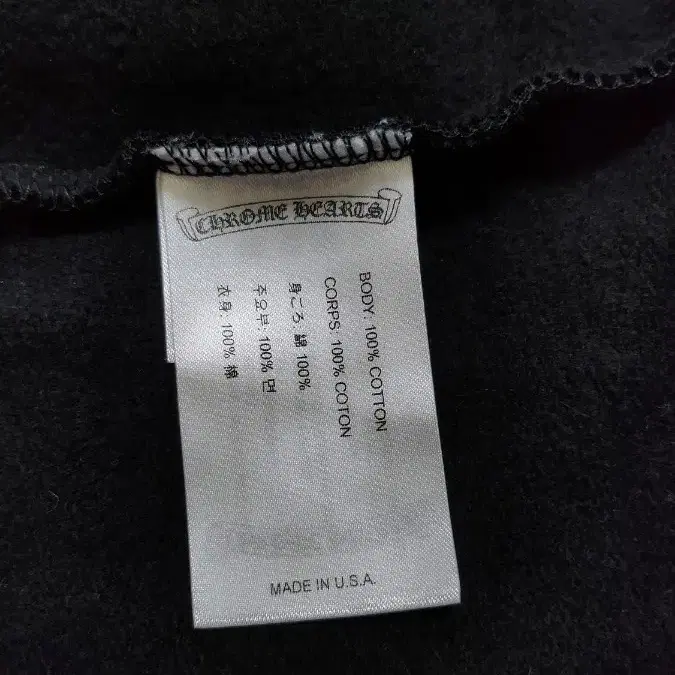 CHROME HEARTS
BODY: 100% COTTON
CORPS: 100% COTON
身ごろ: 綿 100%
주요부: 100% 면
衣身: 100% 棉
MADE IN U.S.A.